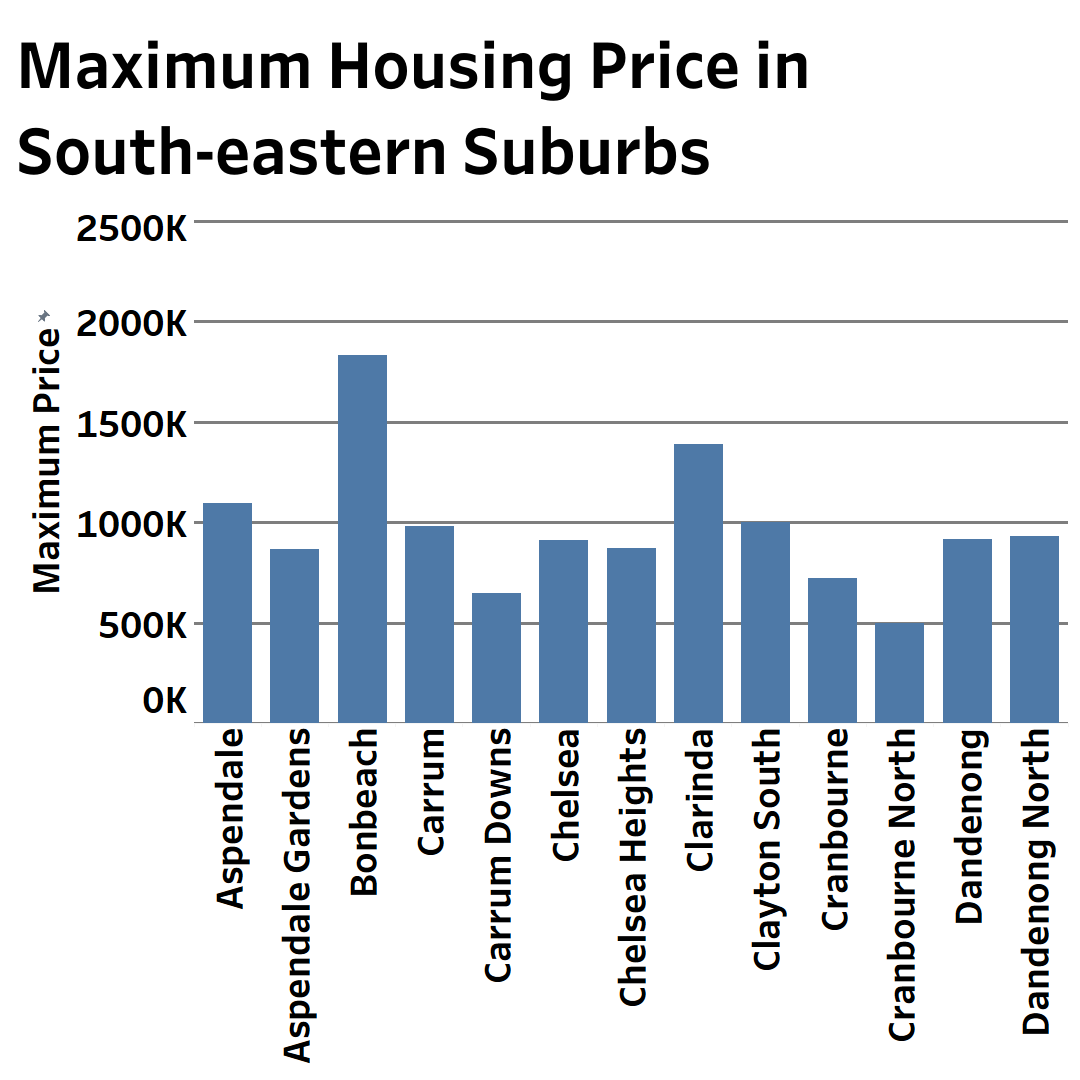 Maximum Housing Price in
South-eastern Suburbs
2500K
2000K
1500K
1000K
500K
0K
Maximum Price
Aspendale
Aspendale Gardens
Bonbeach
Carrum
Carrum Downs
Chelsea
Chelsea Heights
Clarinda
Clayton South
Cranbourne
Cranbourne North
Dandenong
Dandenong North